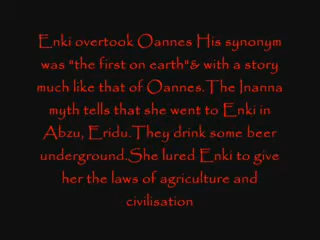 Enki overtook Oannes His synonym
was "the first on earth"& with a story
much like that of Oannes.The Inanna
myth tells that she went to Enki in
Abzu, Eridu.They drink some beer
underground.She lured Enki to give
her the laws of agriculture and
civilisation